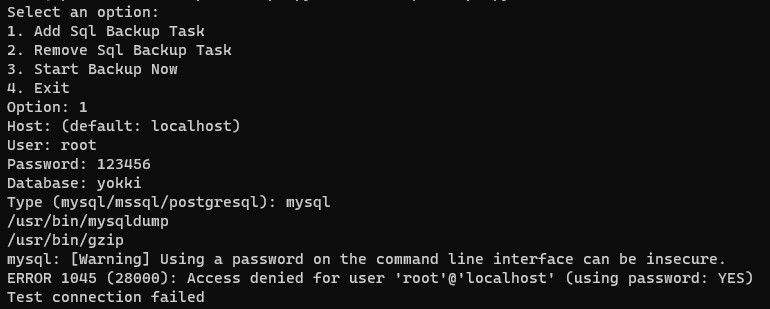 Select an option:
1. Add Sql Backup Task
2. Remove Sql Backup Task
3. Start Backup Now
4. Exit
Option: 1
Host: (default: localhost)
User: root
Password: 123456
Database: yokki
Type (mysql/mssql/postgresql): mysql
/usr/bin/mysqldump
/usr/bin/gzip
mysql: [Warning] Using a password on the command line interface can be insecure.
ERROR 1045 (28000): Access denied for user 'root'@'localhost' (using password: YES)
Test connection failed